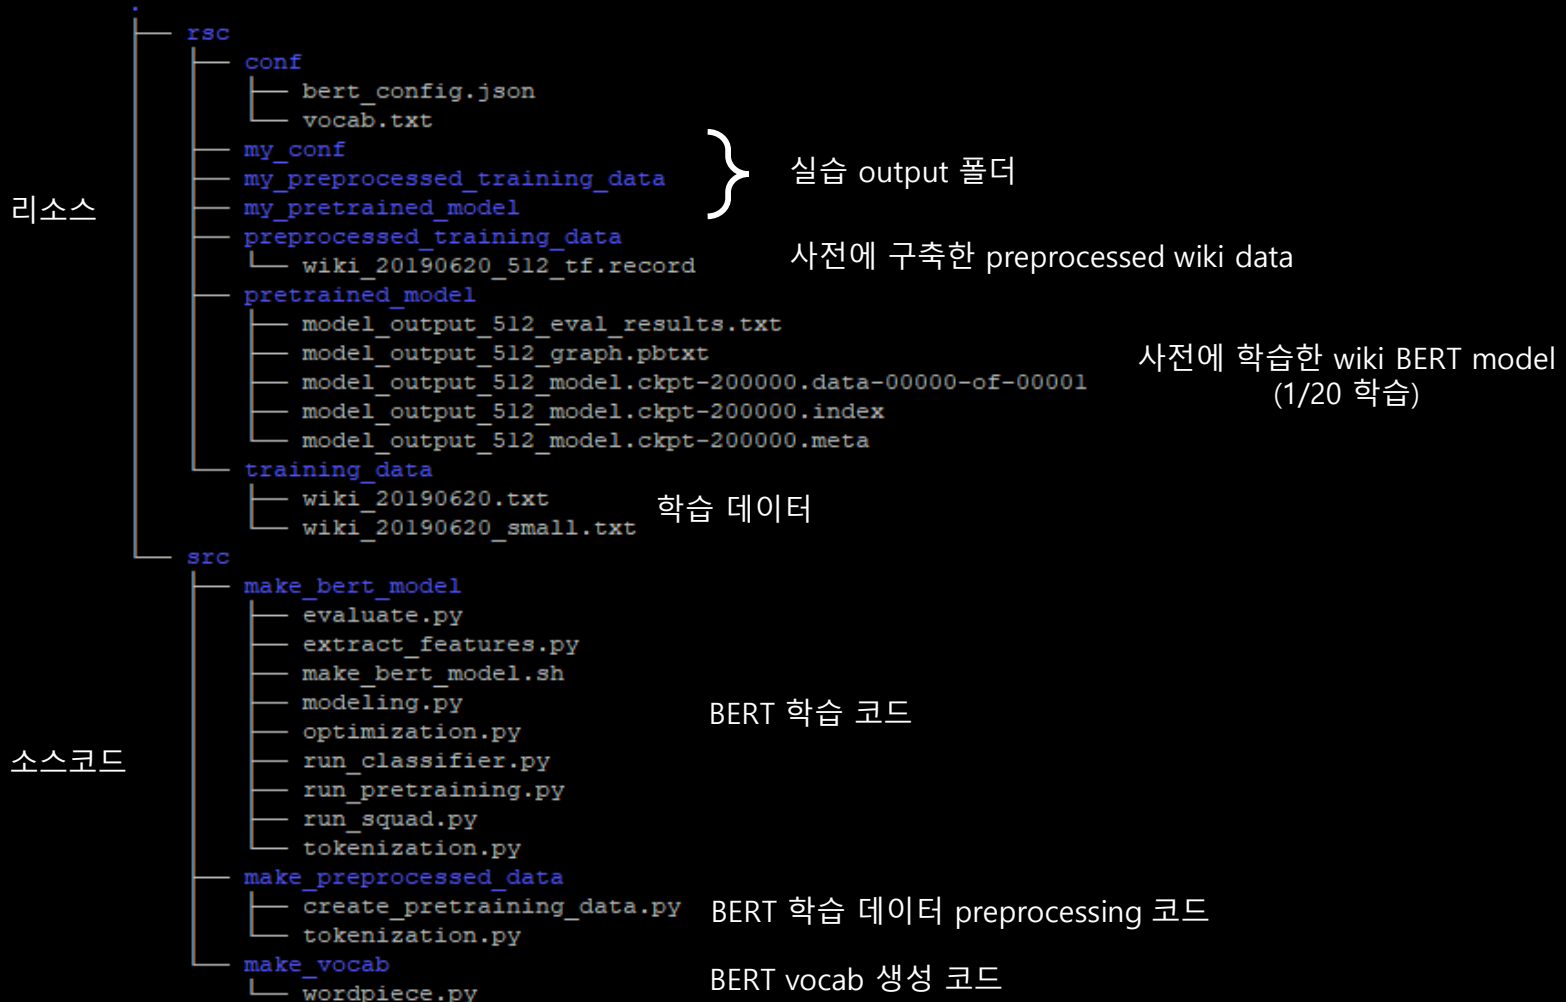 .
rsc
conf
bert_config.json
vocab.txt
my_conf
my_preprocessed_training_data
실습 output 폴더
리소스
my_pretrained_model
preprocessed_training_data
wiki_20190620_512_tf.record
사전에 구축한 preprocessed wiki data
pretrained_model
model_output_512_eval_results.txt
model_output_512_graph.pbtxt
model_output_512_model.ckpt-200000.data-00000-of-00001
model_output_512_model.ckpt-200000.index
model_output_512_model.ckpt-200000.meta
사전에 학습한 wiki BERT model
(1/20 학습)
training_data
wiki_20190620.txt
wiki_20190620_small.txt
학습 데이터
src
make_bert_model
evaluate.py
extract_features.py
make_bert_model.sh
modeling.py
optimization.py
run_classifier.py
run_pretraining.py
run_squad.py
tokenization.py
BERT 학습 코드
소스코드
make_preprocessed_data
create_pretraining_data.py
tokenization.py
BERT 학습 데이터 preprocessing 코드
make_vocab
wordpiece.py
BERT vocab 생성 코드